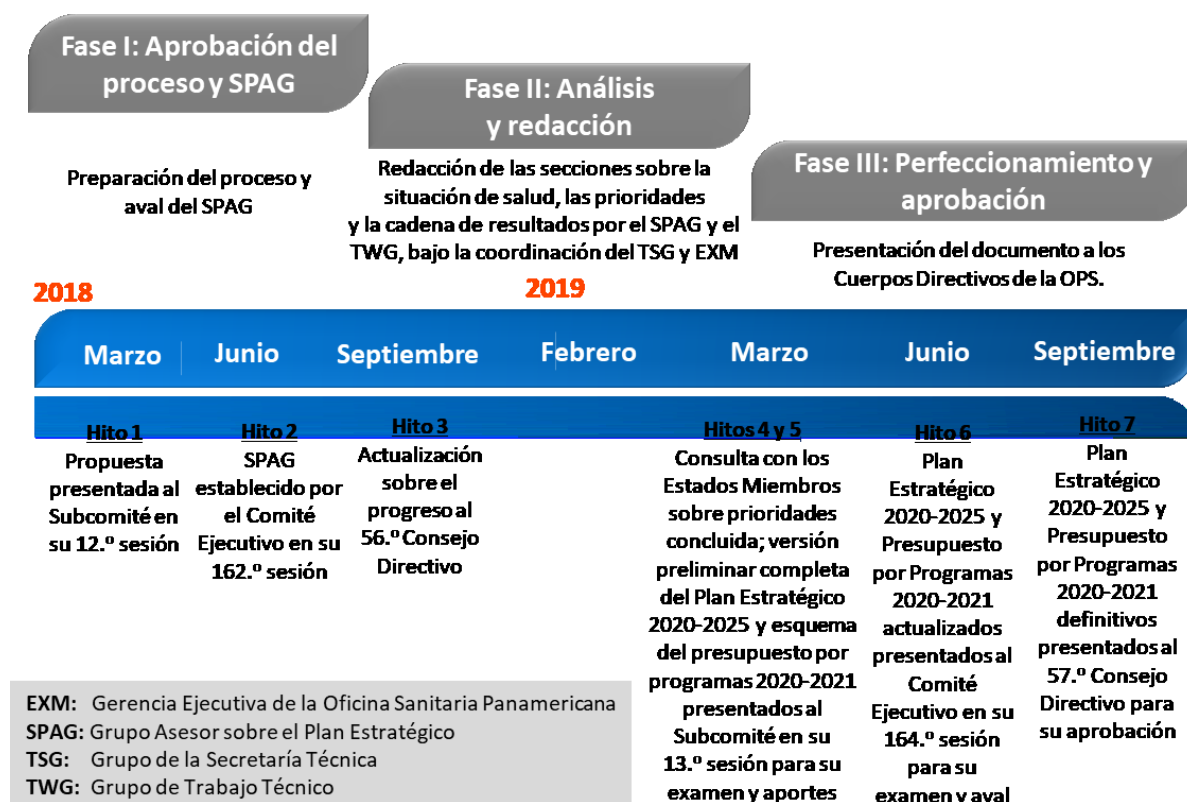 Fase I: Aprobación del
proceso y SPAG
Preparación del proceso y
aval del SPAG
Fase II: Análisis
y redacción
Redacción de las secciones sobre la
situación de salud, las prioridades
y la cadena de resultados por el SPAG y el
TWG, bajo la coordinación del TSG y EXM
Fase III: Perfeccionamiento y
aprobación
Presentación del documento a los
Cuerpos Directivos de la OPS.
2018
2019
Marzo
Junio
Septiembre
Febrero
Marzo
Junio
Septiembre
Hito 1
Propuesta
presentada al
Subcomité en
su 12.º sesión
Hito 2
SPAG
establecido por
el Comité
Ejecutivo en su
162.º sesión
Hito 3
Actualización
sobre el
progreso al
56.º Consejo
Directivo
Hitos 4 y 5
Consulta con los
Estados Miembros
sobre prioridades
concluida; versión
preliminar completa
del Plan Estratégico
2020-2025 y esquema
del presupuesto por
programas 2020-2021
presentados al
Subcomité en su
13.º sesión para su
examen y aportes
Hito 6
Plan
Estratégico
2020-2025 y
Presupuesto
por Programas
2020-2021
actualizados
presentados al
Comité
Ejecutivo en su
164.º sesión
para su
examen y aval
Hito 7
Plan
Estratégico
2020-2025 y
Presupuesto
por Programas
2020-2021
definitivos
presentados al
57.º Consejo
Directivo para
su aprobación
EXM: Gerencia Ejecutiva de la Oficina Sanitaria Panamericana
SPAG: Grupo Asesor sobre el Plan Estratégico
TSG: Grupo de la Secretaría Técnica
TWG: Grupo de Trabajo Técnico